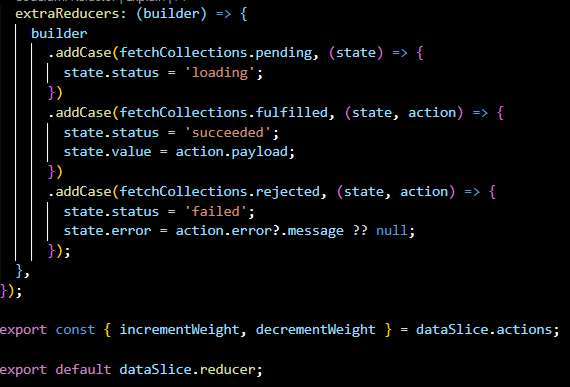 extraReducers: (builder) => {
builder
.addCase(fetchCollections.pending, (state) => {
state.status = 'loading';
})
.addCase(fetchCollections.fulfilled, (state, action) => {
state.status = 'succeeded';
state.value = action.payload;
})
.addCase(fetchCollections.rejected, (state, action) => {
state.status = 'failed';
state.error = action.error?.message ?? null;
});
},
});
export const { incrementWeight, decrementWeight } = dataSlice.actions;
export default dataSlice.reducer;